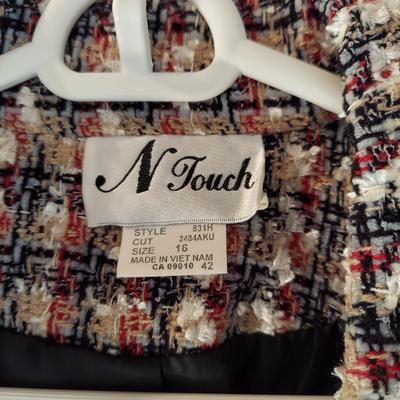 N Touch
STYLE 831H
CUT 2484AKU
SIZE 16
MADE IN VIET NAM
CA 09010 42